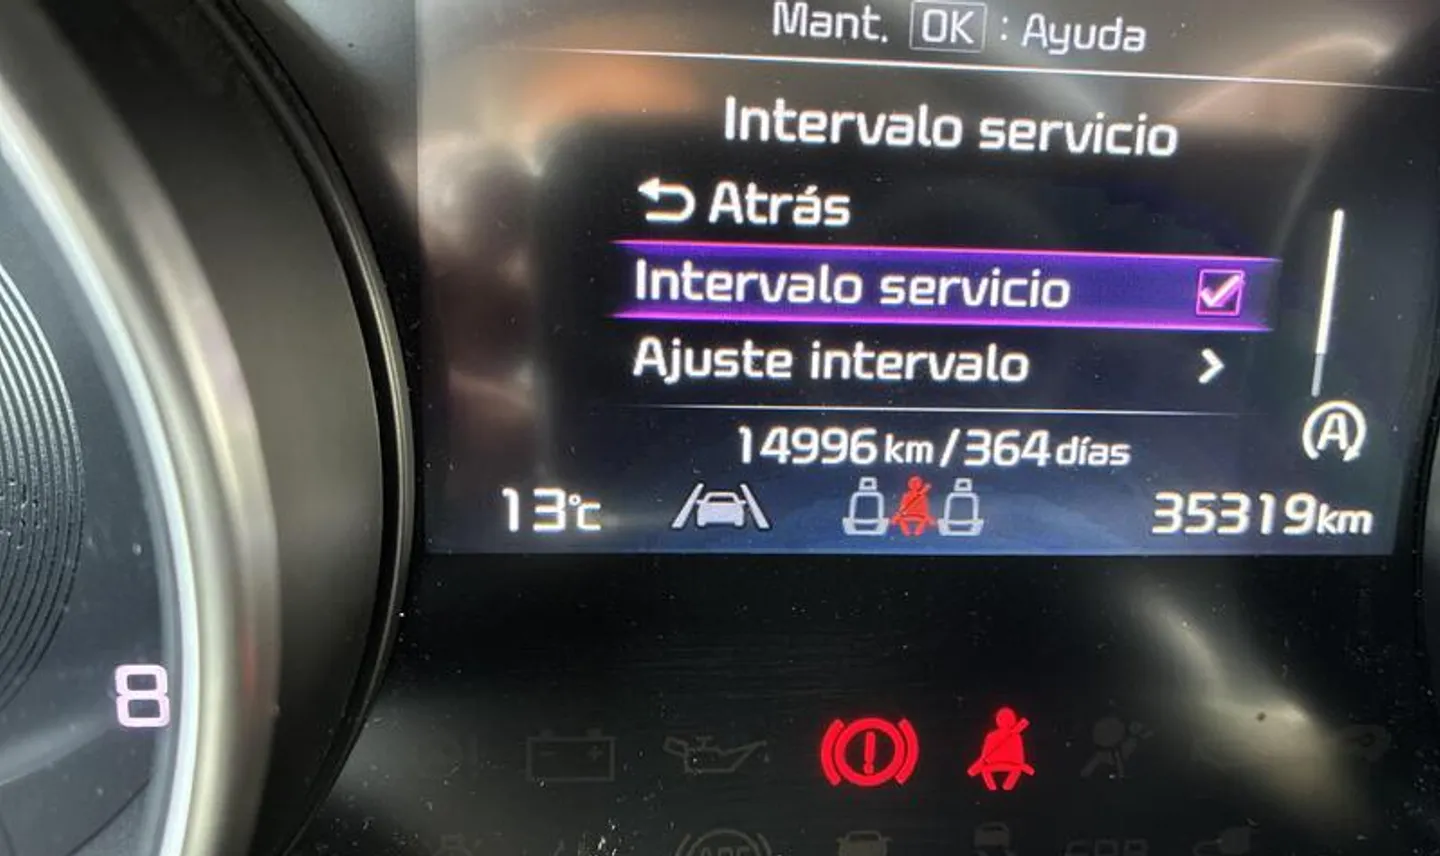 Mant. OK : Ayuda
Intervalo servicio
Atrás
Intervalo servicio
Ajuste intervalo
14996 km / 364 días
13°C
A
35319 km
8